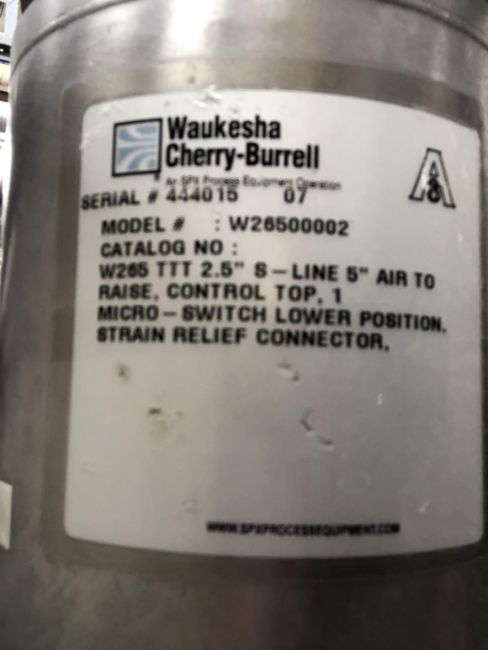 Waukesha
Cherry-Burrell
An SPX Process Equipment Operation
SERIAL # 444015 07
MODEL # : W26500002
CATALOG NO :
W265 TTT 2.5" S-LINE 5" AIR TO
RAISE, CONTROL TOP, 1
MICRO-SWITCH LOWER POSITION,
STRAIN RELIEF CONNECTOR,
WWW.SPXPROCESSEQUIPMENT.COM